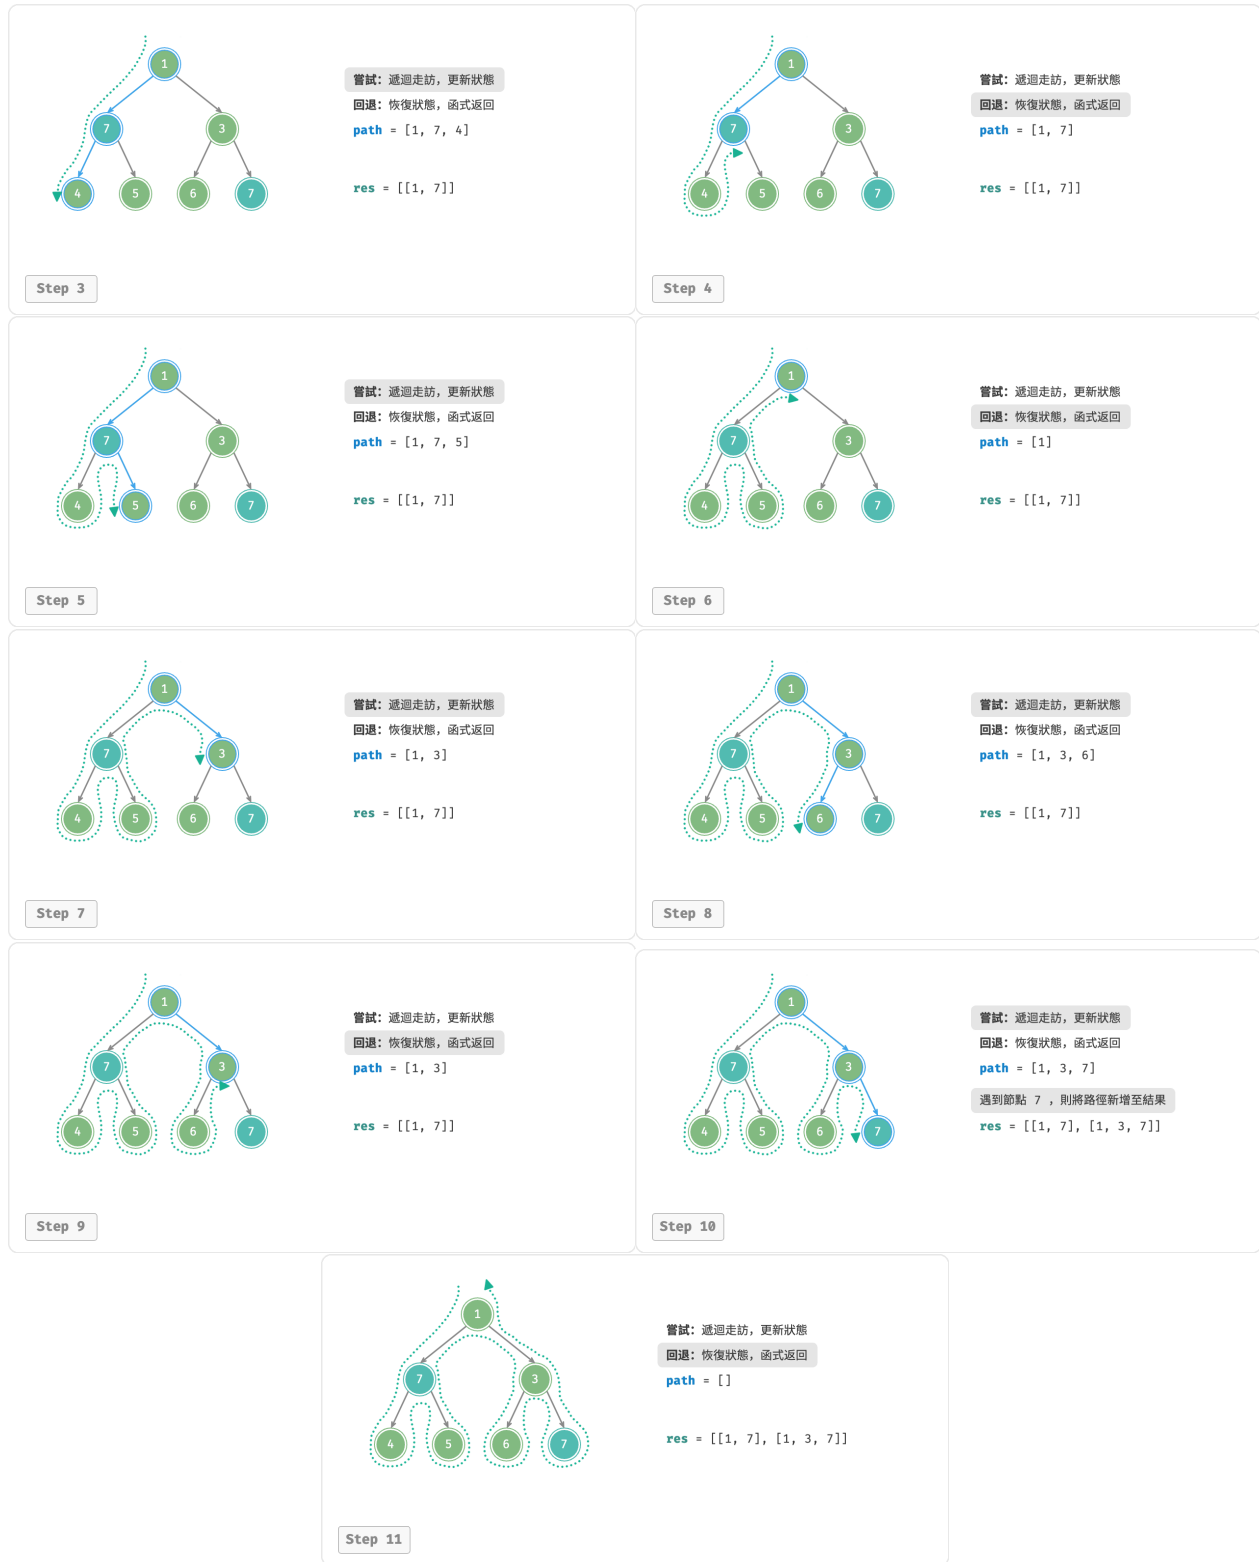 1
7
3
4
5
6
7
嘗試：遞迴走訪，更新狀態
回退：恢復狀態，函式返回
path = [1, 7, 4]
res = [[1, 7]]
Step 3
1
7
3
4
5
6
7
嘗試：遞迴走訪，更新狀態
回退：恢復狀態，函式返回
path = [1, 7]
res = [[1, 7]]
Step 4
1
7
3
4
5
6
7
嘗試：遞迴走訪，更新狀態
回退：恢復狀態，函式返回
path = [1, 7, 5]
res = [[1, 7]]
Step 5
1
7
3
4
5
6
7
嘗試：遞迴走訪，更新狀態
回退：恢復狀態，函式返回
path = [1]
res = [[1, 7]]
Step 6
1
7
3
4
5
6
7
嘗試：遞迴走訪，更新狀態
回退：恢復狀態，函式返回
path = [1, 3]
res = [[1, 7]]
Step 7
1
7
3
4
5
6
7
嘗試：遞迴走訪，更新狀態
回退：恢復狀態，函式返回
path = [1, 3, 6]
res = [[1, 7]]
Step 8
1
7
3
4
5
6
7
嘗試：遞迴走訪，更新狀態
回退：恢復狀態，函式返回
path = [1, 3]
res = [[1, 7]]
Step 9
1
7
3
4
5
6
7
嘗試：遞迴走訪，更新狀態
回退：恢復狀態，函式返回
path = [1, 3, 7]
遇到節點 7 ，則將路徑新增至結果
res = [[1, 7], [1, 3, 7]]
Step 10
1
7
3
4
5
6
7
嘗試：遞迴走訪，更新狀態
回退：恢復狀態，函式返回
path = []
res = [[1, 7], [1, 3, 7]]
Step 11